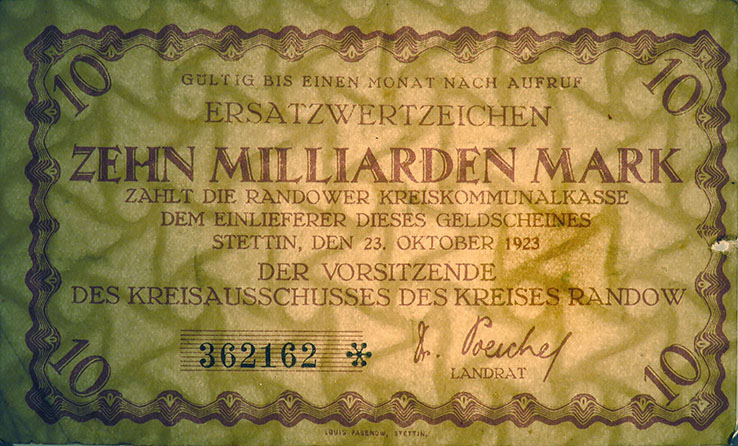 10 10
GÜLTIG BIS EINEN MONAT NACH AUFRUF
ERSATZWERTZEICHEN
ZEHN MILLIARDEN MARK
ZAHLT DIE RANDOWER KREISKOMMUNALKASSE
DEM EINLIEFERER DIESES GELDSCHEINES
STETTIN, DEN 23. OKTOBER 1923
DER VORSITZENDE
DES KREISAUSSCHUSSES DES KREISES RANDOW
362162 *
LANDRAT
10 10
LOUIS PASENOW, STETTIN.